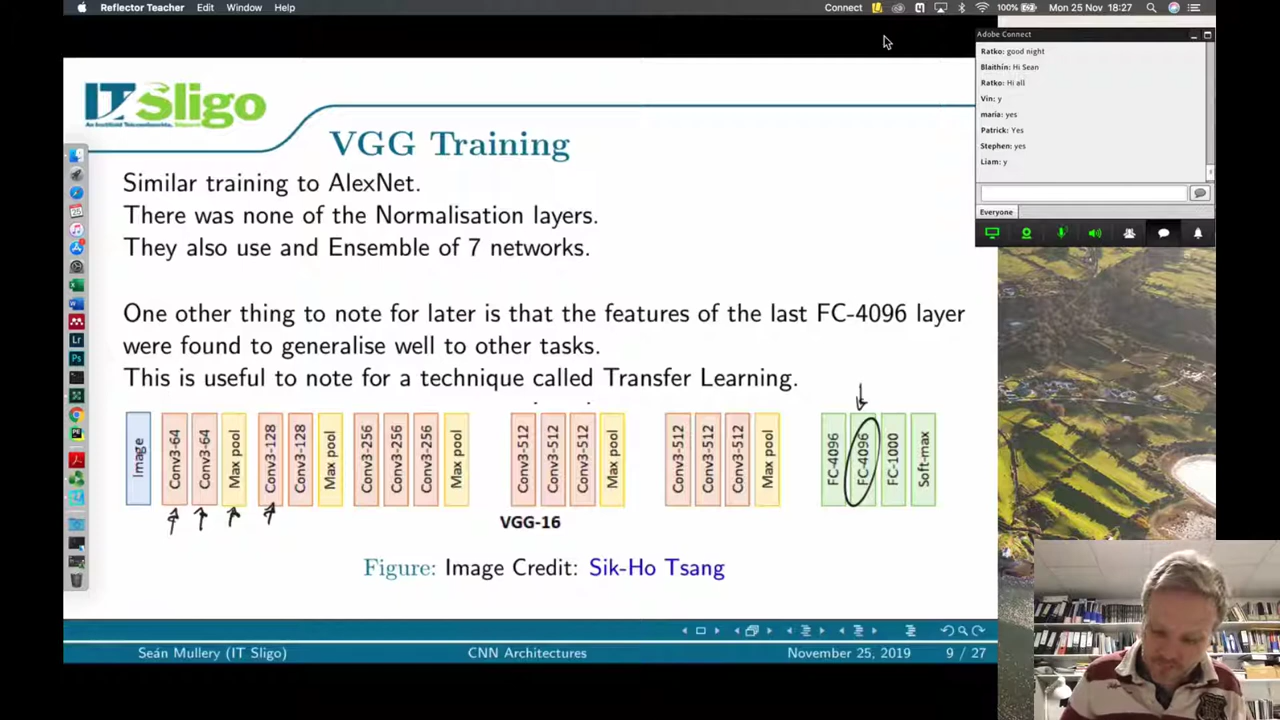 Reflector Teacher Edit Window Help
Connect 100% Mon 25 Nov 18:27
Adobe Connect
Ratko: good night
Blaithín: Hi Sean
Ratko: Hi all
Vin: y
maria: yes
Patrick: Yes
Stephen: yes
Liam: y
Everyone
IT Sligo
VGG Training
Similar training to AlexNet.
There was none of the Normalisation layers.
They also use and Ensemble of 7 networks.
One other thing to note for later is that the features of the last FC-4096 layer
were found to generalise well to other tasks.
This is useful to note for a technique called Transfer Learning.
Image
Conv3-64
Conv3-64
Max pool
Conv3-128
Conv3-128
Max pool
Conv3-256
Conv3-256
Conv3-256
Max pool
Conv3-512
Conv3-512
Conv3-512
Max pool
Conv3-512
Conv3-512
Conv3-512
Max pool
FC-4096
FC-4096
FC-1000
Soft-max
VGG-16
Figure: Image Credit: Sik-Ho Tsang
Seán Mullery (IT Sligo) CNN Architectures November 25, 2019 9 / 27